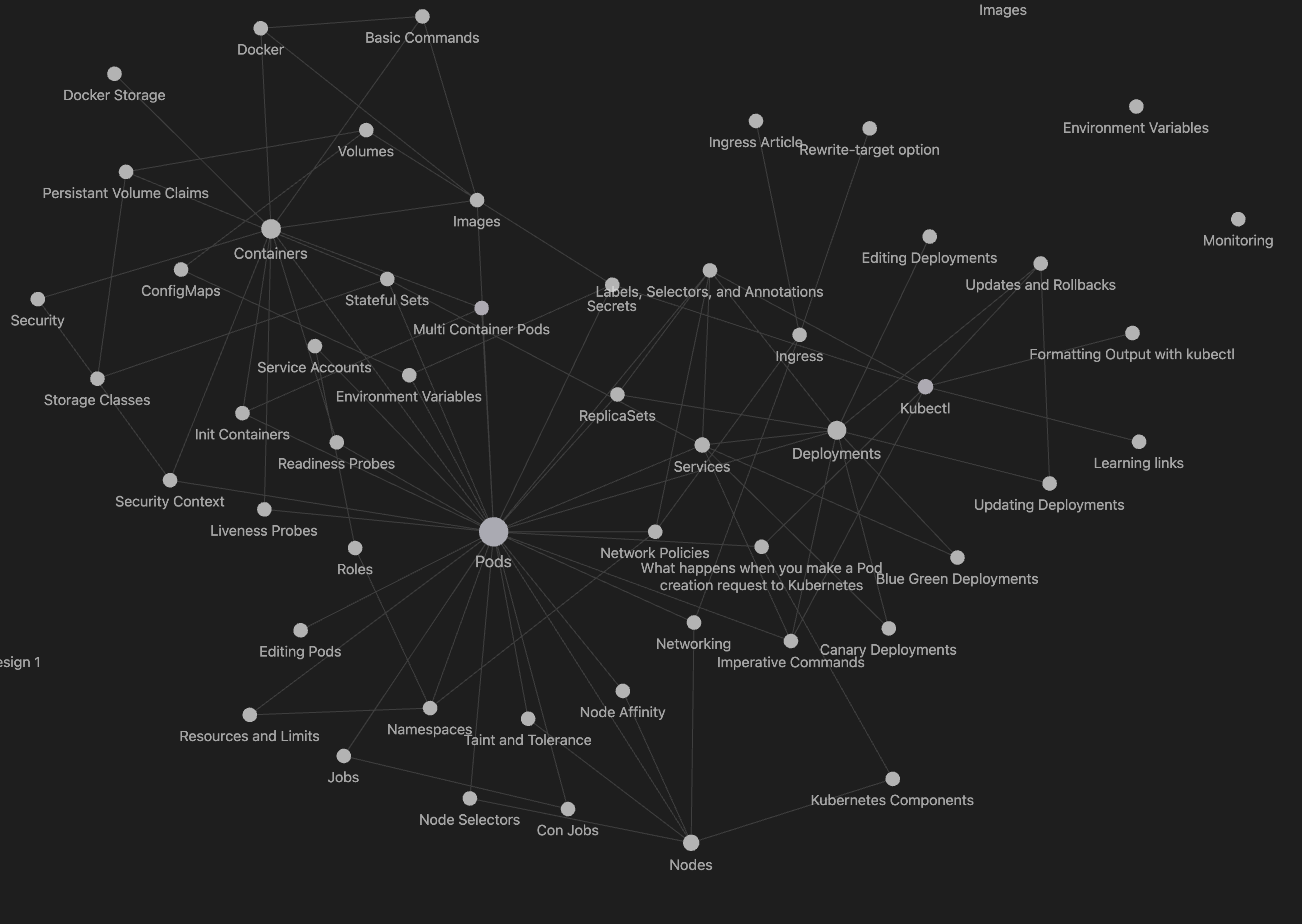 Images
Docker
Basic Commands
Docker Storage
Environment Variables
Ingress Article
Rewrite-target option
Volumes
Persistant Volume Claims
Images
Monitoring
Containers
Editing Deployments
Updates and Rollbacks
ConfigMaps
Stateful Sets
Labels, Selectors, and Annotations
Secrets
Security
Multi Container Pods
Ingress
Formatting Output with kubectl
Service Accounts
Storage Classes
Environment Variables
ReplicaSets
Kubectl
Init Containers
Readiness Probes
Services
Deployments
Learning links
Security Context
Updating Deployments
Liveness Probes
Pods
Network Policies
Roles
What happens when you make a Pod
creation request to Kubernetes
Blue Green Deployments
Editing Pods
Networking
Canary Deployments
Imperative Commands
esign 1
Node Affinity
Resources and Limits
Namespaces
Taint and Tolerance
Jobs
Kubernetes Components
Node Selectors
Con Jobs
Nodes